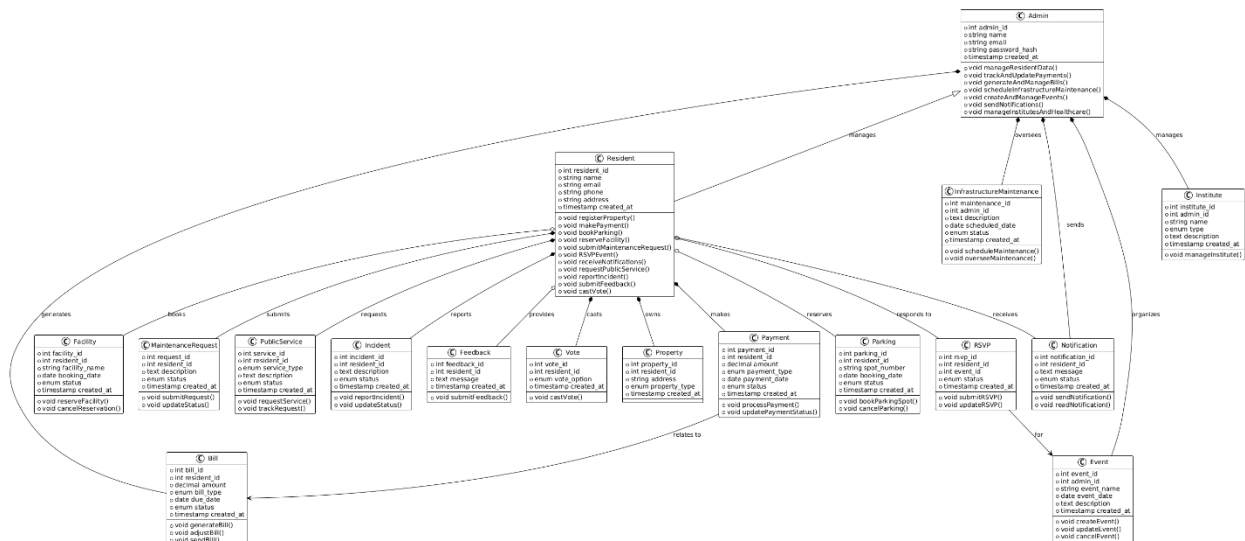 C Admin
int admin_id
string name
string email
string password_hash
timestamp created_at
void manageResidentData()
void trackAndUpdatePayments()
void generateAndManageBills()
void scheduleInfrastructureMaintenance()
void createAndManageEvents()
void sendNotifications()
void manageInstitutesAndHealthcare()
manages
oversees
manages
C Resident
int resident_id
string name
string email
string phone
string address
timestamp created_at
void registerProperty()
void makePayment()
void bookParking()
void reserveFacility()
void submitMaintenanceRequest()
void RSVPEvent()
void receiveNotifications()
void requestPublicService()
void reportIncident()
void submitFeedback()
void castVote()
C InfrastructureMaintenance
int maintenance_id
int admin_id
text description
date scheduled_date
enum status
timestamp created_at
void scheduleMaintenance()
void overseeMaintenance()
sends
C Institute
int institute_id
int admin_id
string name
enum type
text description
timestamp created_at
void manageInstitute()
generates
books
submits
requests
reports
provides
casts
owns
makes
reserves
responds to
receives
organizes
C Facility
int facility_id
int resident_id
string facility_name
date booking_date
enum status
timestamp created_at
void reserveFacility()
void cancelReservation()
C MaintenanceRequest
int request_id
int resident_id
text description
enum status
timestamp created_at
void submitRequest()
void updateStatus()
C PublicService
int service_id
int resident_id
enum service_type
text description
enum status
timestamp created_at
void requestService()
void trackRequest()
C Incident
int incident_id
int resident_id
text description
enum status
timestamp created_at
void reportIncident()
void updateStatus()
C Feedback
int feedback_id
int resident_id
text message
timestamp created_at
void submitFeedback()
C Vote
int vote_id
int resident_id
enum vote_option
timestamp created_at
void castVote()
C Property
int property_id
int resident_id
string address
enum property_type
timestamp created_at
C Payment
int payment_id
int resident_id
decimal amount
enum payment_type
date payment_date
enum status
timestamp created_at
void processPayment()
void updatePaymentStatus()
C Parking
int parking_id
int resident_id
string spot_number
date booking_date
enum status
timestamp created_at
void bookParkingSpot()
void cancelParking()
C RSVP
int rsvp_id
int resident_id
int event_id
enum status
timestamp created_at
void submitRSVP()
void updateRSVP()
C Notification
int notification_id
int resident_id
text message
enum status
timestamp created_at
void sendNotification()
void readNotification()
relates to
for
C Bill
int bill_id
int resident_id
decimal amount
enum bill_type
date due_date
enum status
timestamp created_at
void generateBill()
void adjustBill()
void sendBill()
C Event
int event_id
int admin_id
string event_name
date event_date
text description
timestamp created_at
void createEvent()
void updateEvent()
void cancelEvent()